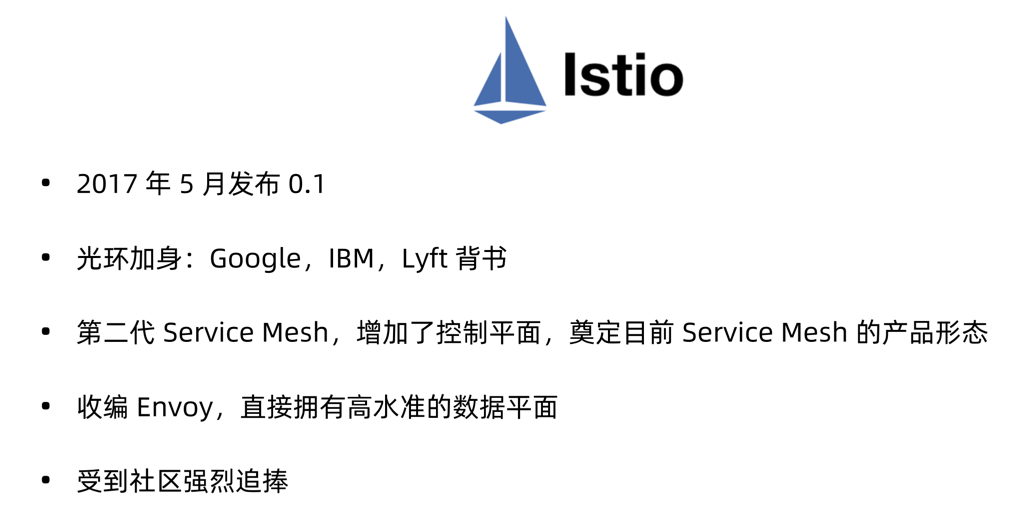 Istio
• 2017 年 5 月发布 0.1
• 光环加身：Google，IBM，Lyft 背书
• 第二代 Service Mesh，增加了控制平面，奠定目前 Service Mesh 的产品形态
• 收编 Envoy，直接拥有高水准的数据平面
• 受到社区强烈追捧